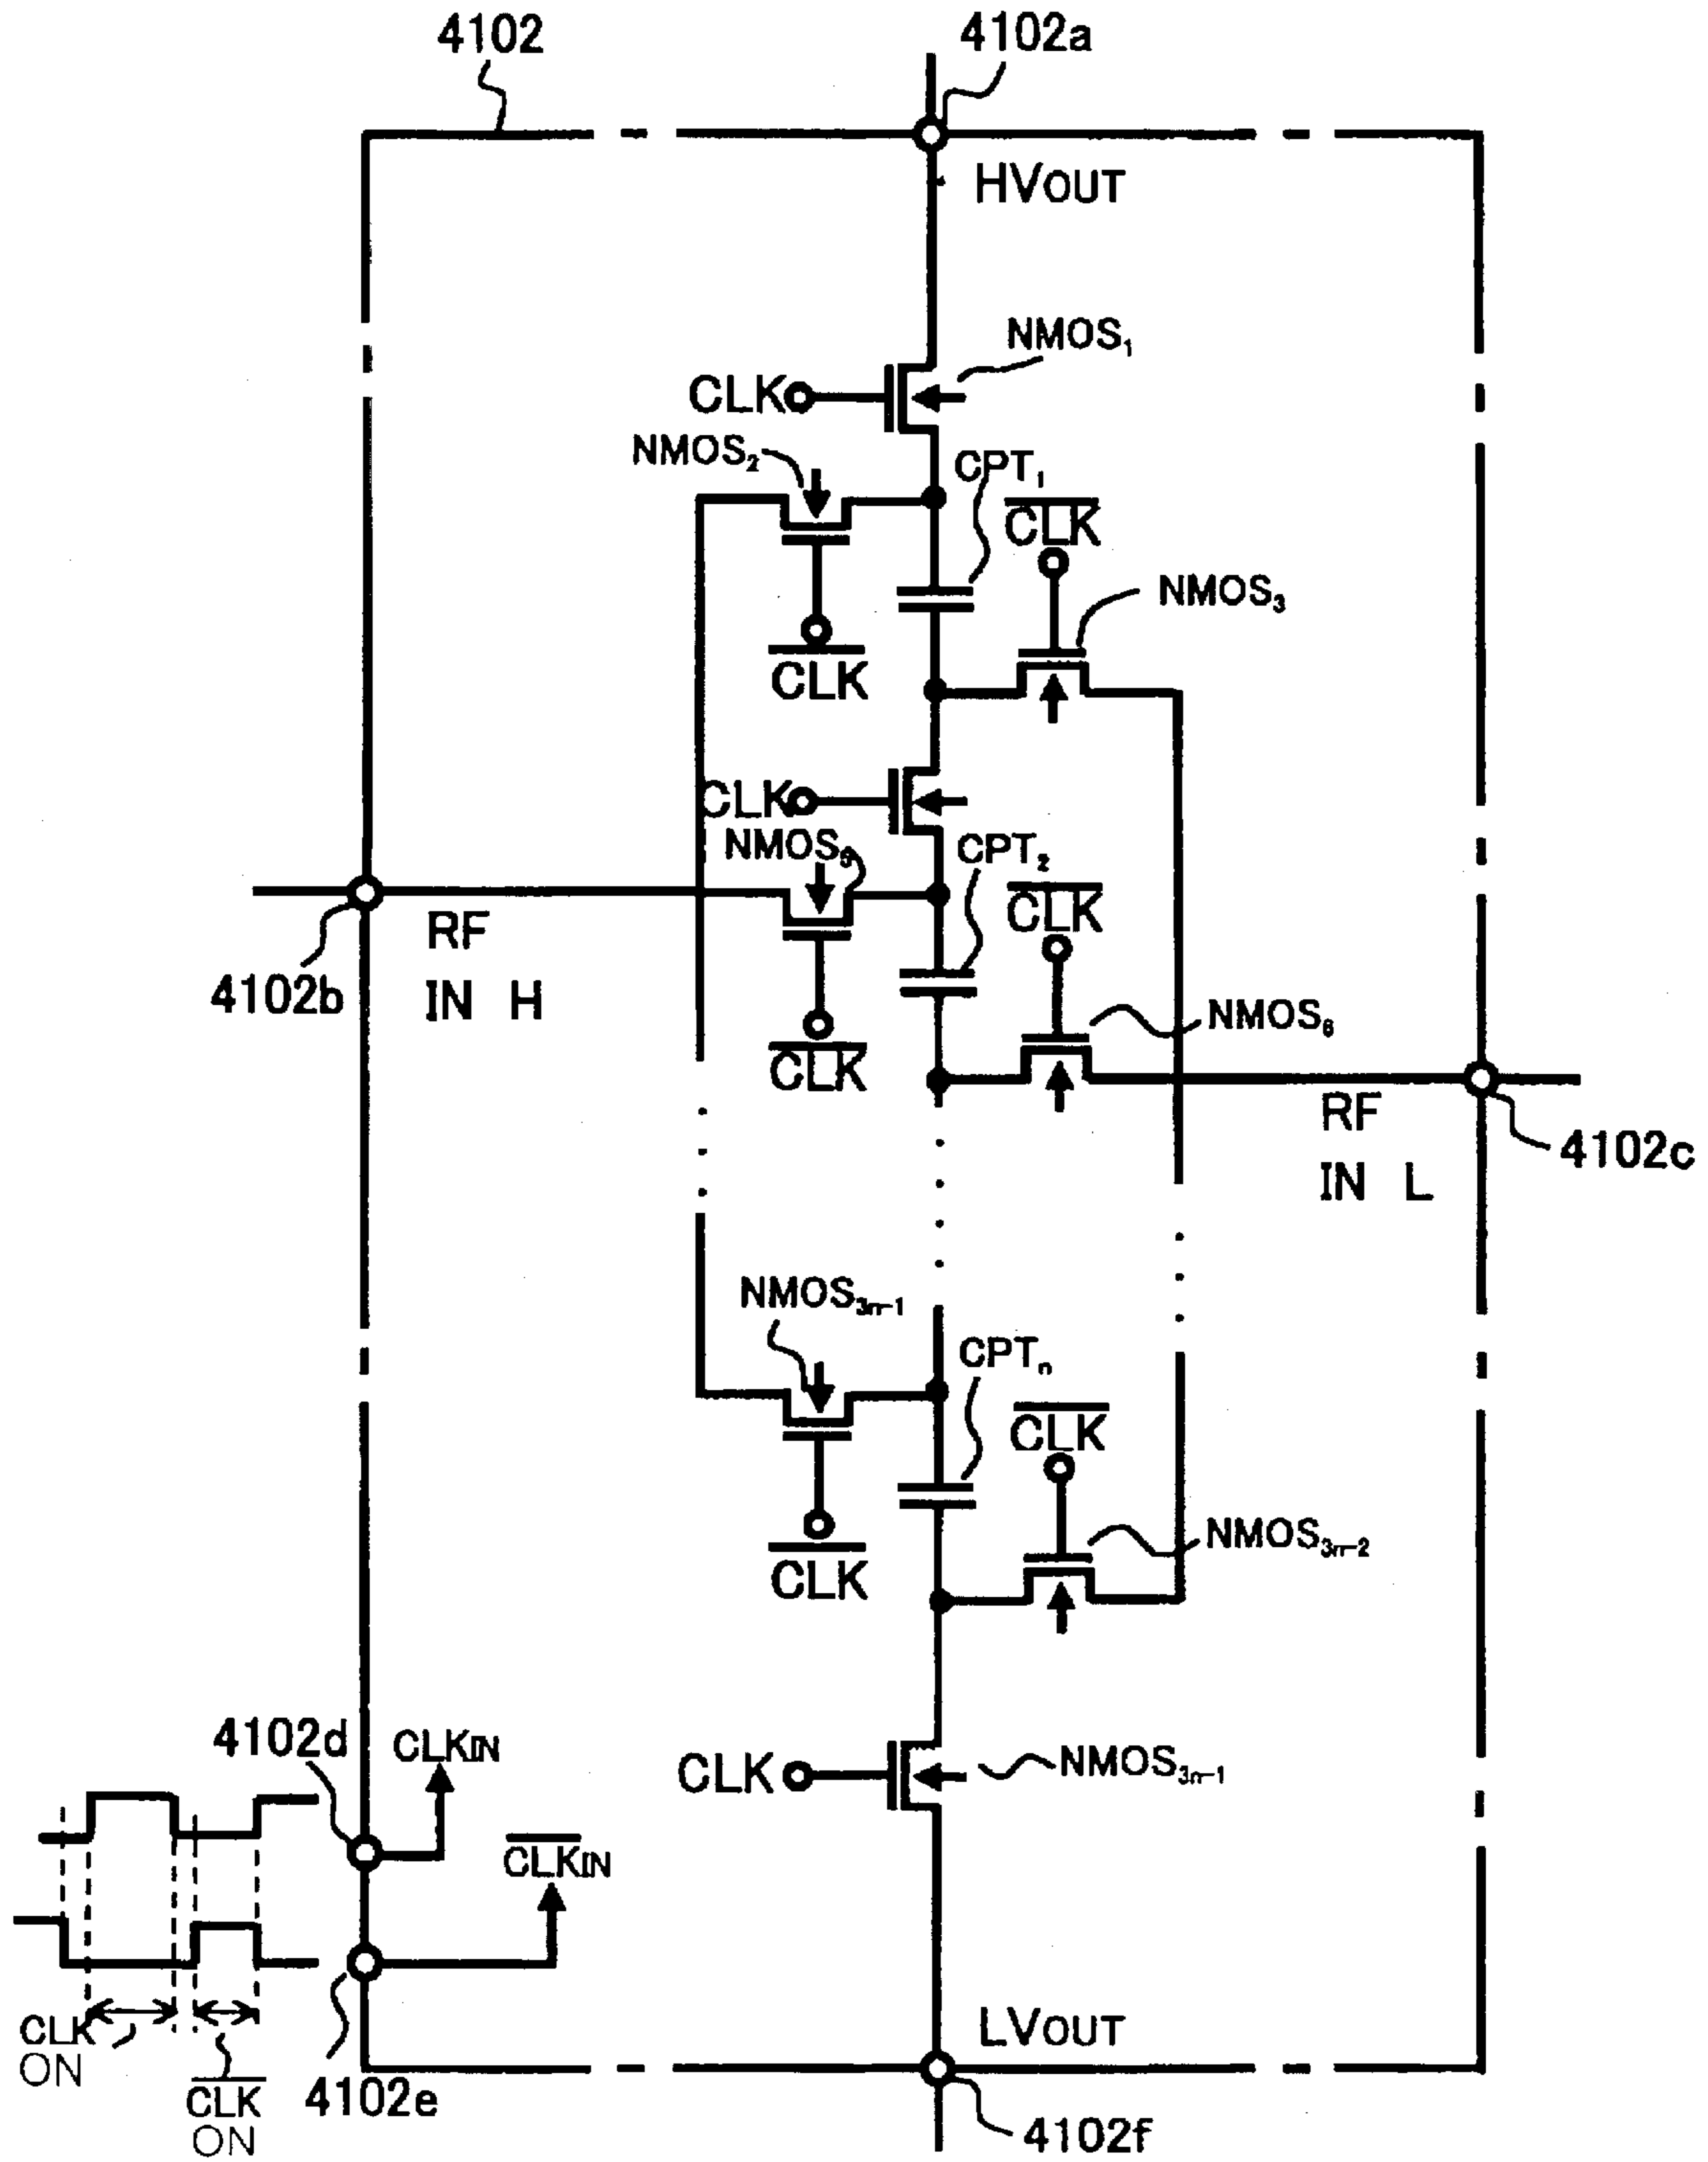 4102
4102a
HVOUT
NMOS1
CLK
NMOS2
CPT1
CLK
NMOS3
CLK
CLK
NMOS5
CPT2
CLK
RF
IN H
4102b
NMOS6
CLK
RF
IN L
4102c
NMOS3n-1
CPTn
CLK
NMOS3n-2
CLK
4102d
CLKIN
CLK
NMOS3n-1
CLKIN
LVOUT
CLK
ON
CLK
ON
4102e
4102f